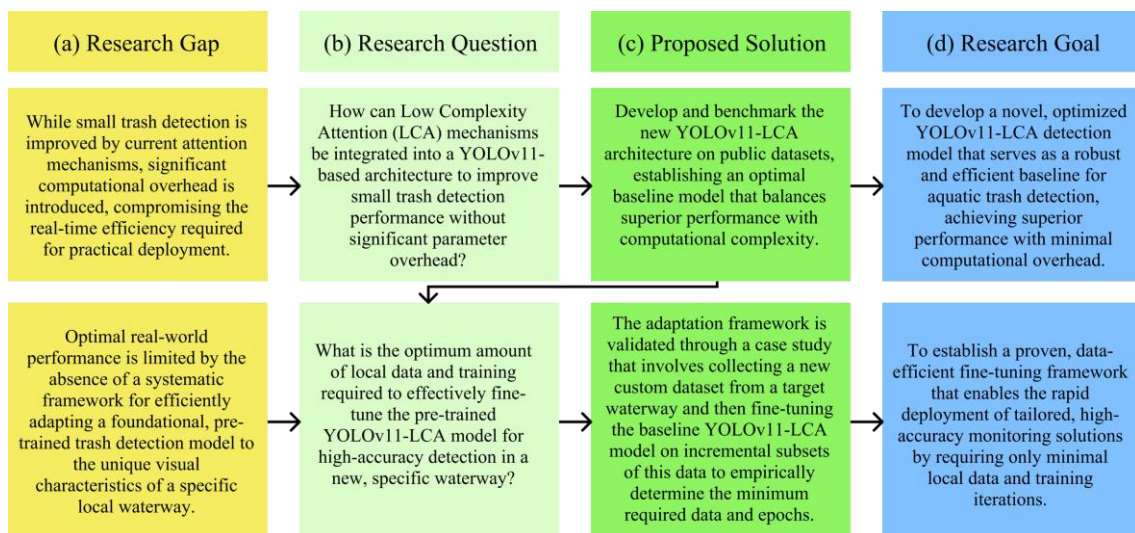 (a) Research Gap
(b) Research Question
(c) Proposed Solution
(d) Research Goal
While small trash detection is
improved by current attention
mechanisms, significant
computational overhead is
introduced, compromising the
real-time efficiency required
for practical deployment.
How can Low Complexity
Attention (LCA) mechanisms
be integrated into a YOLOv11-
based architecture to improve
small trash detection
performance without
significant parameter
overhead?
Develop and benchmark the
new YOLOv11-LCA
architecture on public datasets,
establishing an optimal
baseline model that balances
superior performance with
computational complexity.
To develop a novel, optimized
YOLOv11-LCA detection
model that serves as a robust
and efficient baseline for
aquatic trash detection,
achieving superior
performance with minimal
computational overhead.
Optimal real-world
performance is limited by the
absence of a systematic
framework for efficiently
adapting a foundational, pre-
trained trash detection model to
the unique visual
characteristics of a specific
local waterway.
What is the optimum amount
of local data and training
required to effectively fine-
tune the pre-trained
YOLOv11-LCA model for
high-accuracy detection in a
new, specific waterway?
The adaptation framework is
validated through a case study
that involves collecting a new
custom dataset from a target
waterway and then fine-tuning
the baseline YOLOv11-LCA
model on incremental subsets
of this data to empirically
determine the minimum
required data and epochs.
To establish a proven, data-
efficient fine-tuning framework
that enables the rapid
deployment of tailored, high-
accuracy monitoring solutions
by requiring only minimal
local data and training
iterations.